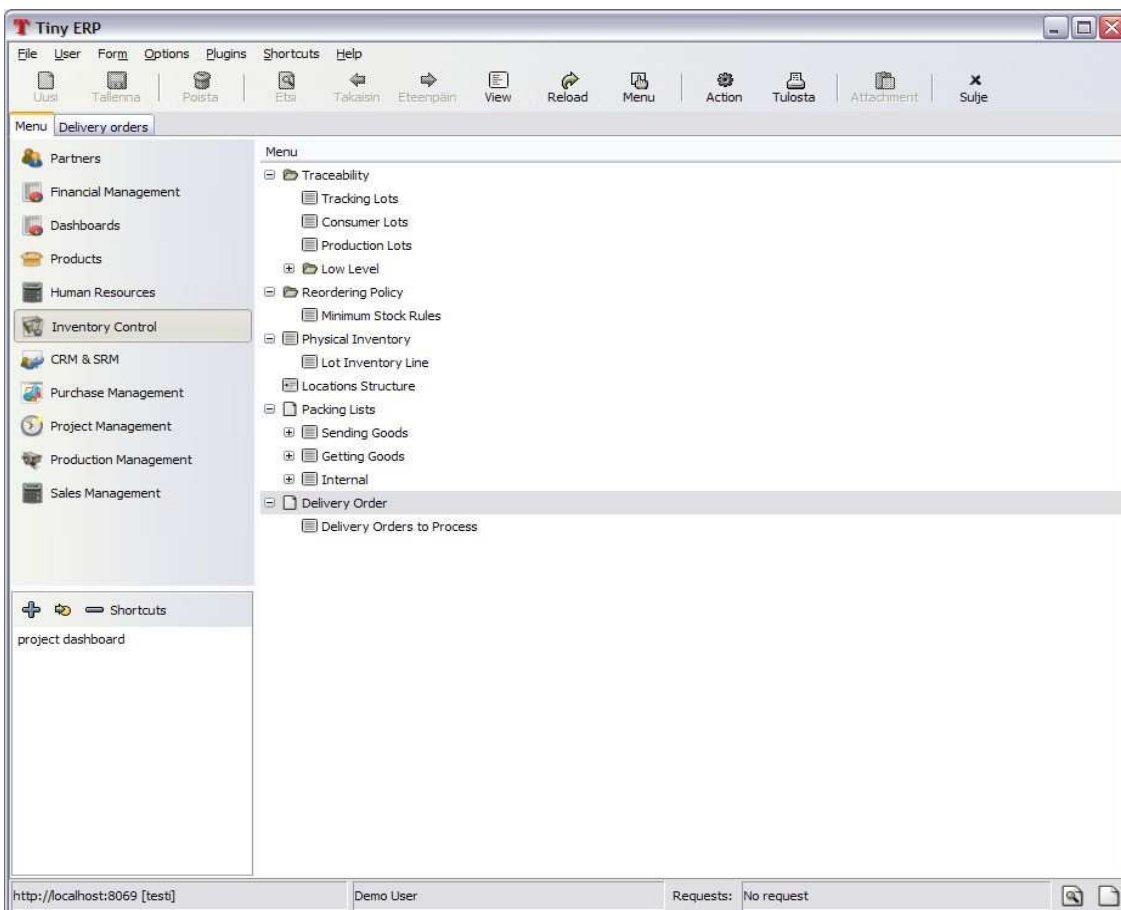 Tiny ERP
File User Form Options Plugins Shortcuts Help
Uusi Tallenna Poista Etsi Takaisin Eteenpäin View Reload Menu Action Tulosta Attachment Sulje
Menu Delivery orders
Partners
Financial Management
Dashboards
Products
Human Resources
Inventory Control
CRM & SRM
Purchase Management
Project Management
Production Management
Sales Management
Menu
Traceability
Tracking Lots
Consumer Lots
Production Lots
Low Level
Reordering Policy
Minimum Stock Rules
Physical Inventory
Lot Inventory Line
Locations Structure
Packing Lists
Sending Goods
Getting Goods
Internal
Delivery Order
Delivery Orders to Process
Shortcuts
project dashboard
http://localhost:8069 [testi] Demo User Requests: No request